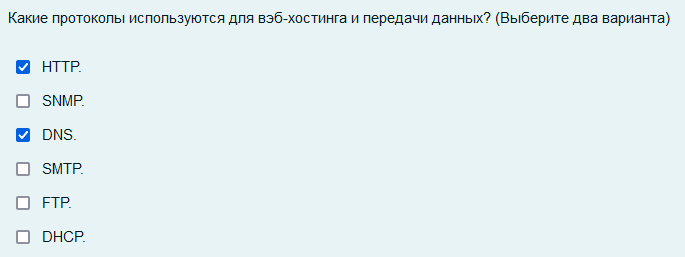 Какие протоколы используются для вэб-хостинга и передачи данных? (Выберите два варианта)
HTTP.
SNMP.
DNS.
SMTP.
FTP.
DHCP.